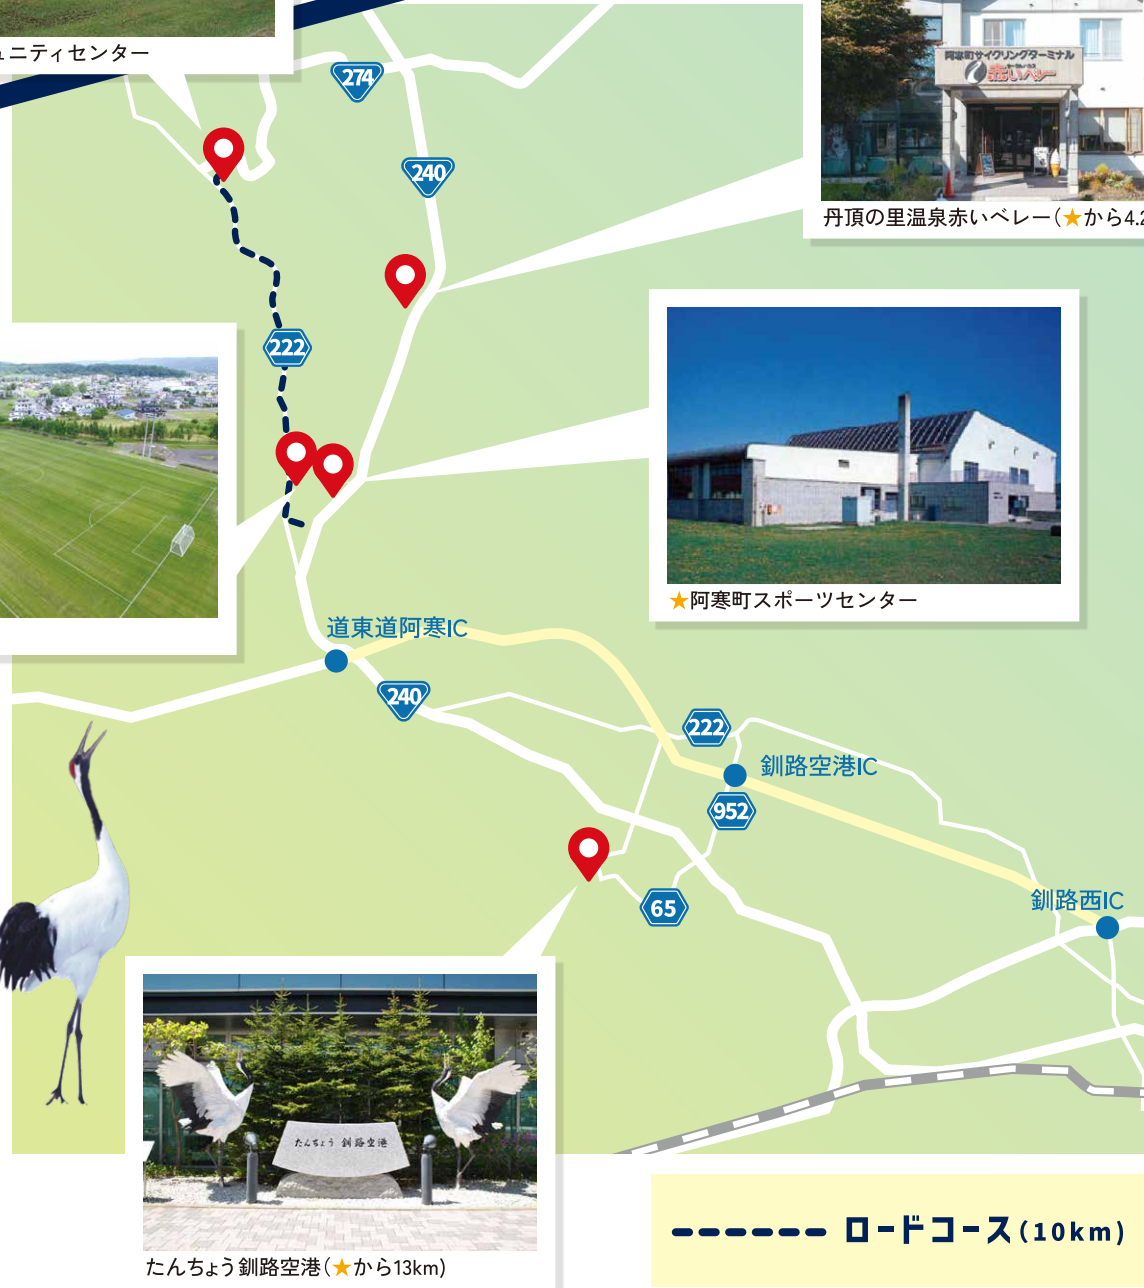 ュニティセンター
274
240
阿寒町サイクリングターミナル
赤いベレー
丹頂の里温泉赤いベレー(★から4.2
222
★阿寒町スポーツセンター
道東道阿寒IC
240
222
釧路空港IC
952
65
釧路西IC
たんちょう 釧路空港
たんちょう釧路空港(★から13km)
ロードコース(10km)